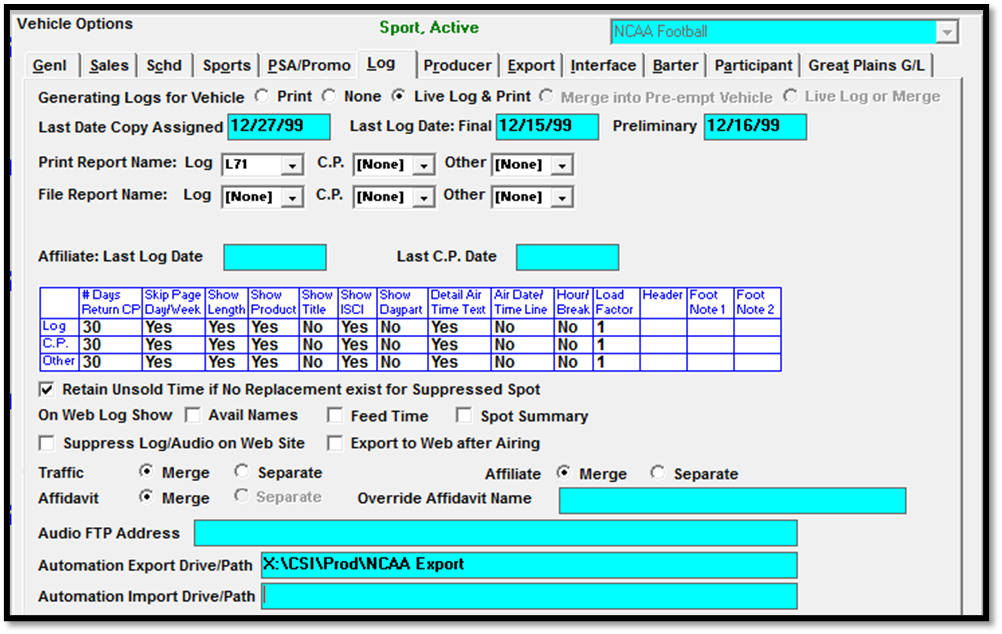 Vehicle Options Sport, Active NCAA Football
Genl Sales Schd Sports PSA/Promo Log Producer Export Interface Barter Participant Great Plains G/L
Generating Logs for Vehicle Print None Live Log & Print Merge into Pre-empt Vehicle Live Log or Merge
Last Date Copy Assigned 12/27/99 Last Log Date: Final 12/15/99 Preliminary 12/16/99
Print Report Name: Log L71 C.P. [None] Other [None]
File Report Name: Log [None] C.P. [None] Other [None]
Affiliate: Last Log Date Last C.P. Date
# Days Skip Page Show Show Show Show Show Detail Air Air Date/ Hour/ Load Header Foot Foot
Return CP Day/Week Length Product Title ISCI Daypart Time Text Time Line Break Factor Note 1 Note 2
Log 30 Yes Yes Yes No Yes No Yes No No 1
C.P. 30 Yes Yes Yes No Yes No Yes No No 1
Other 30 Yes Yes Yes No Yes No Yes No No 1
Retain Unsold Time if No Replacement exist for Suppressed Spot
On Web Log Show Avail Names Feed Time Spot Summary
Suppress Log/Audio on Web Site Export to Web after Airing
Traffic Merge Separate Affiliate Merge Separate
Affidavit Merge Separate Override Affidavit Name
Audio FTP Address
Automation Export Drive/Path X:\CSI\Prod\NCAA Export
Automation Import Drive/Path